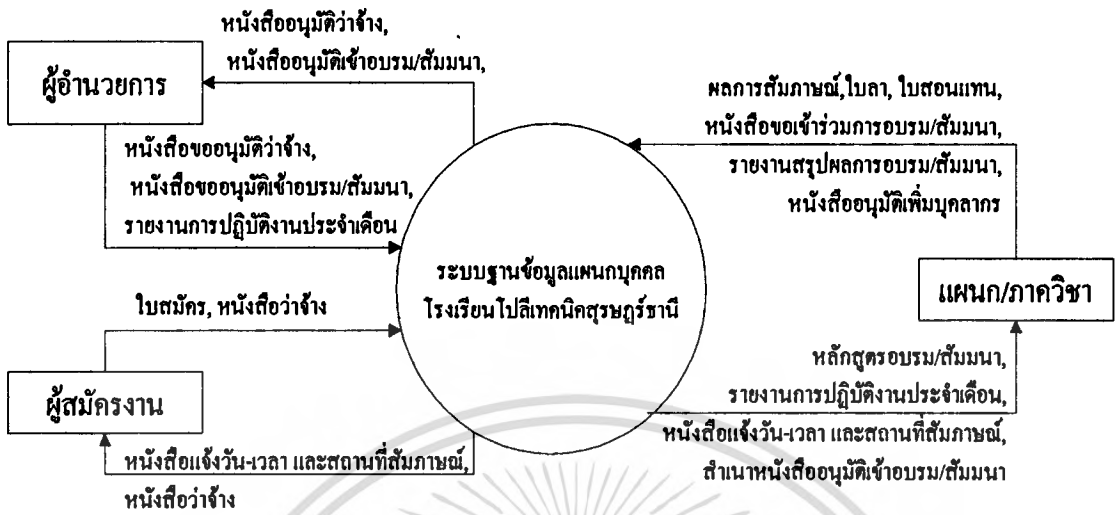 หนังสืออนุมัติว่าจ้าง,
หนังสืออนุมัติเข้าอบรม/สัมมนา,
ผู้อำนวยการ
หนังสือขออนุมัติว่าจ้าง,
หนังสือขออนุมัติเข้าอบรม/สัมมนา,
รายงานการปฏิบัติงานประจำเดือน
ผลการสัมภาษณ์,ใบลา, ใบสอนแทน,
หนังสือขอเข้าร่วมการอบรม/สัมมนา,
รายงานสรุปผลการอบรม/สัมมนา,
หนังสืออนุมัติเพิ่มบุคลากร
ระบบฐานข้อมูลแผนกบุคคล
โรงเรียนโปลีเทคนิคสุรษฎร์ธานี
แผนก/ภาควิชา
ใบสมัคร, หนังสือว่าจ้าง
ผู้สมัครงาน
หนังสือแจ้งวัน-เวลา และสถานที่สัมภาษณ์,
หนังสือว่าจ้าง
หลักสูตรอบรม/สัมมนา,
รายงานการปฏิบัติงานประจำเดือน,
หนังสือแจ้งวัน-เวลา และสถานที่สัมภาษณ์,
สำเนาหนังสืออนุมัติเข้าอบรม/สัมมนา